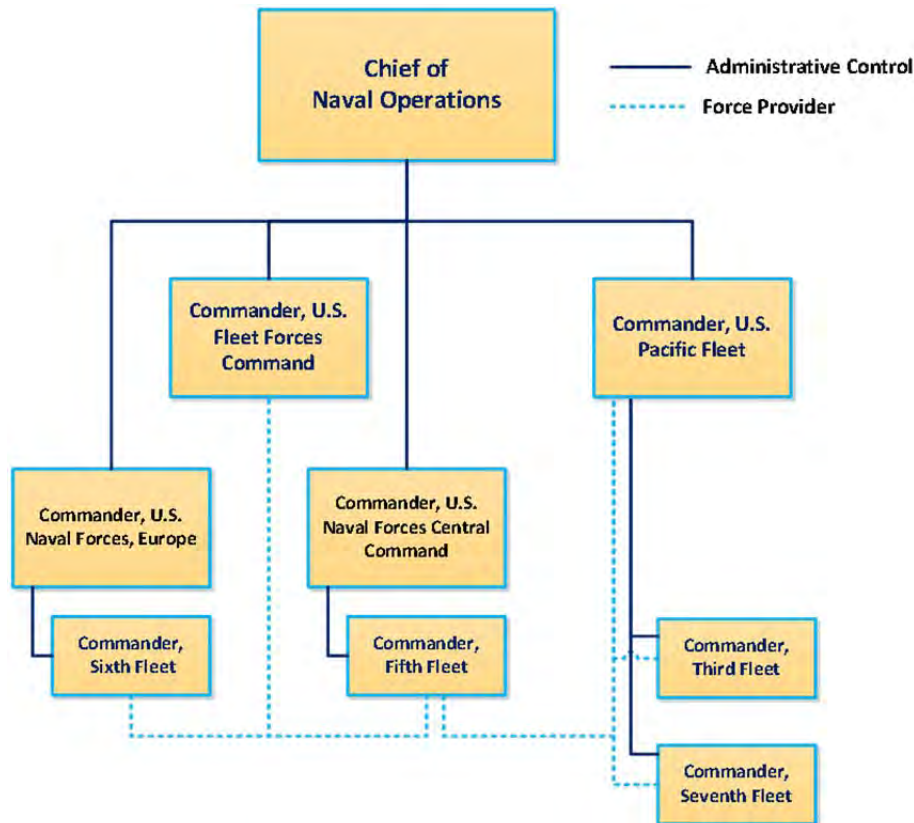 Chief of
Naval Operations
Administrative Control
Force Provider
Commander, U.S.
Fleet Forces
Command
Commander, U.S.
Pacific Fleet
Commander, U.S.
Naval Forces, Europe
Commander, U.S.
Naval Forces Central
Command
Commander,
Sixth Fleet
Commander,
Fifth Fleet
Commander,
Third Fleet
Commander,
Seventh Fleet